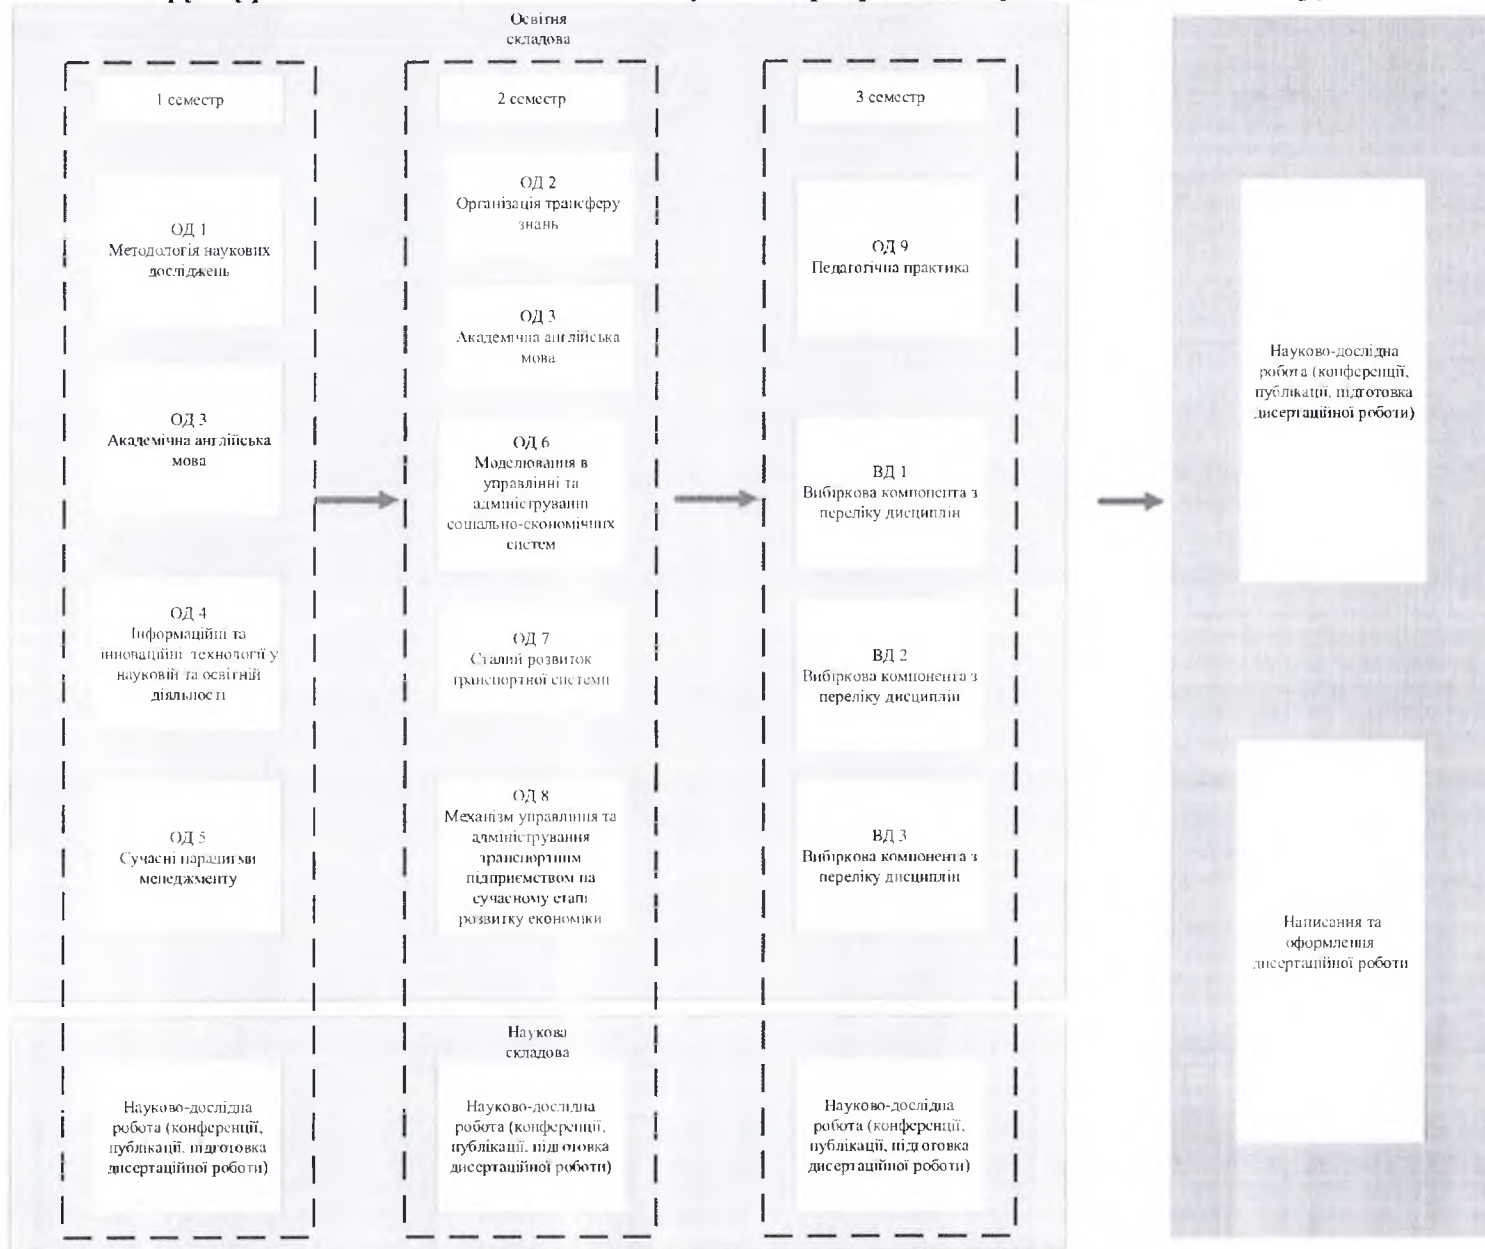 Освітня
складова
1 семестр
ОД 1
Методологія наукових
досліджень
ОД 3
Академічна англійська
мова
ОД 4
Інформаційні та
інноваційні технології у
науковій та освітній
діяльності
ОД 5
Сучасні парадигми
менеджменту
2 семестр
ОД 2
Організація трансферу
знань
ОД 3
Академічна англійська
мова
ОД 6
Моделювання в
управлінні та
адмініструванні
соціально-економічних
систем
ОД 7
Сталий розвиток
транспортної системи
ОД 8
Механізм управління та
адміністрування
транспортним
підприємством на
сучасному етапі
розвитку економіки
3 семестр
ОД 9
Педагогічна практика
ВД 1
Вибіркова компонента з
переліку дисциплін
ВД 2
Вибіркова компонента з
переліку дисциплін
ВД 3
Вибіркова компонента з
переліку дисциплін
Наукова
складова
Науково-дослідна
робота (конференції,
публікації, підготовка
дисертаційної роботи)
Науково-дослідна
робота (конференції,
публікації, підготовка
дисертаційної роботи)
Науково-дослідна
робота (конференції,
публікації, підготовка
дисертаційної роботи)
Науково-дослідна
робота (конференції,
публікації, підготовка
дисертаційної роботи)
Написання та
оформлення
дисертаційної роботи